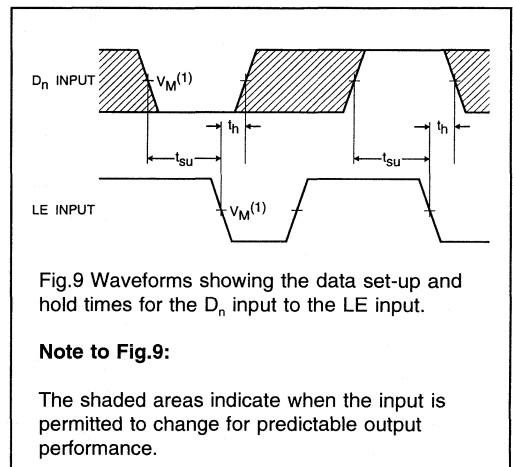 Dn INPUT
VM(1)
th
th
tsu
tsu
LE INPUT
VM(1)
Fig.9 Waveforms showing the data set-up and
hold times for the Dn input to the LE input.
Note to Fig.9:
The shaded areas indicate when the input is
permitted to change for predictable output
performance.